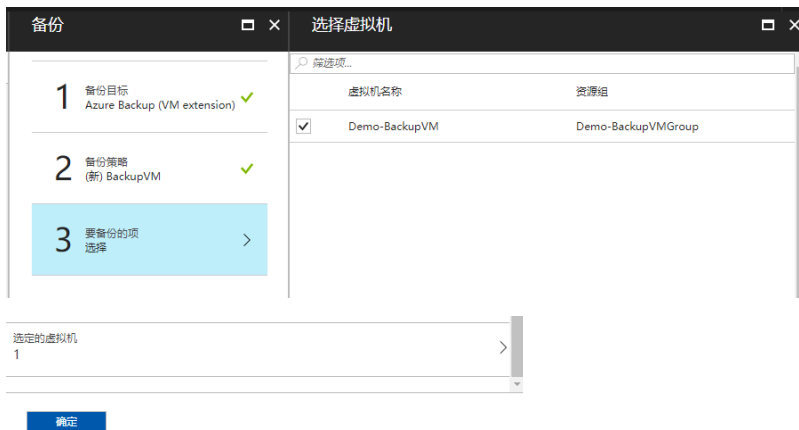 备份
选择虚拟机
1
备份目标
Azure Backup (VM extension)
2
备份策略
(新) BackupVM
3
要备份的项
选择
筛选项...
虚拟机名称 资源组
Demo-BackupVM Demo-BackupVMGroup
选定的虚拟机
1
确定